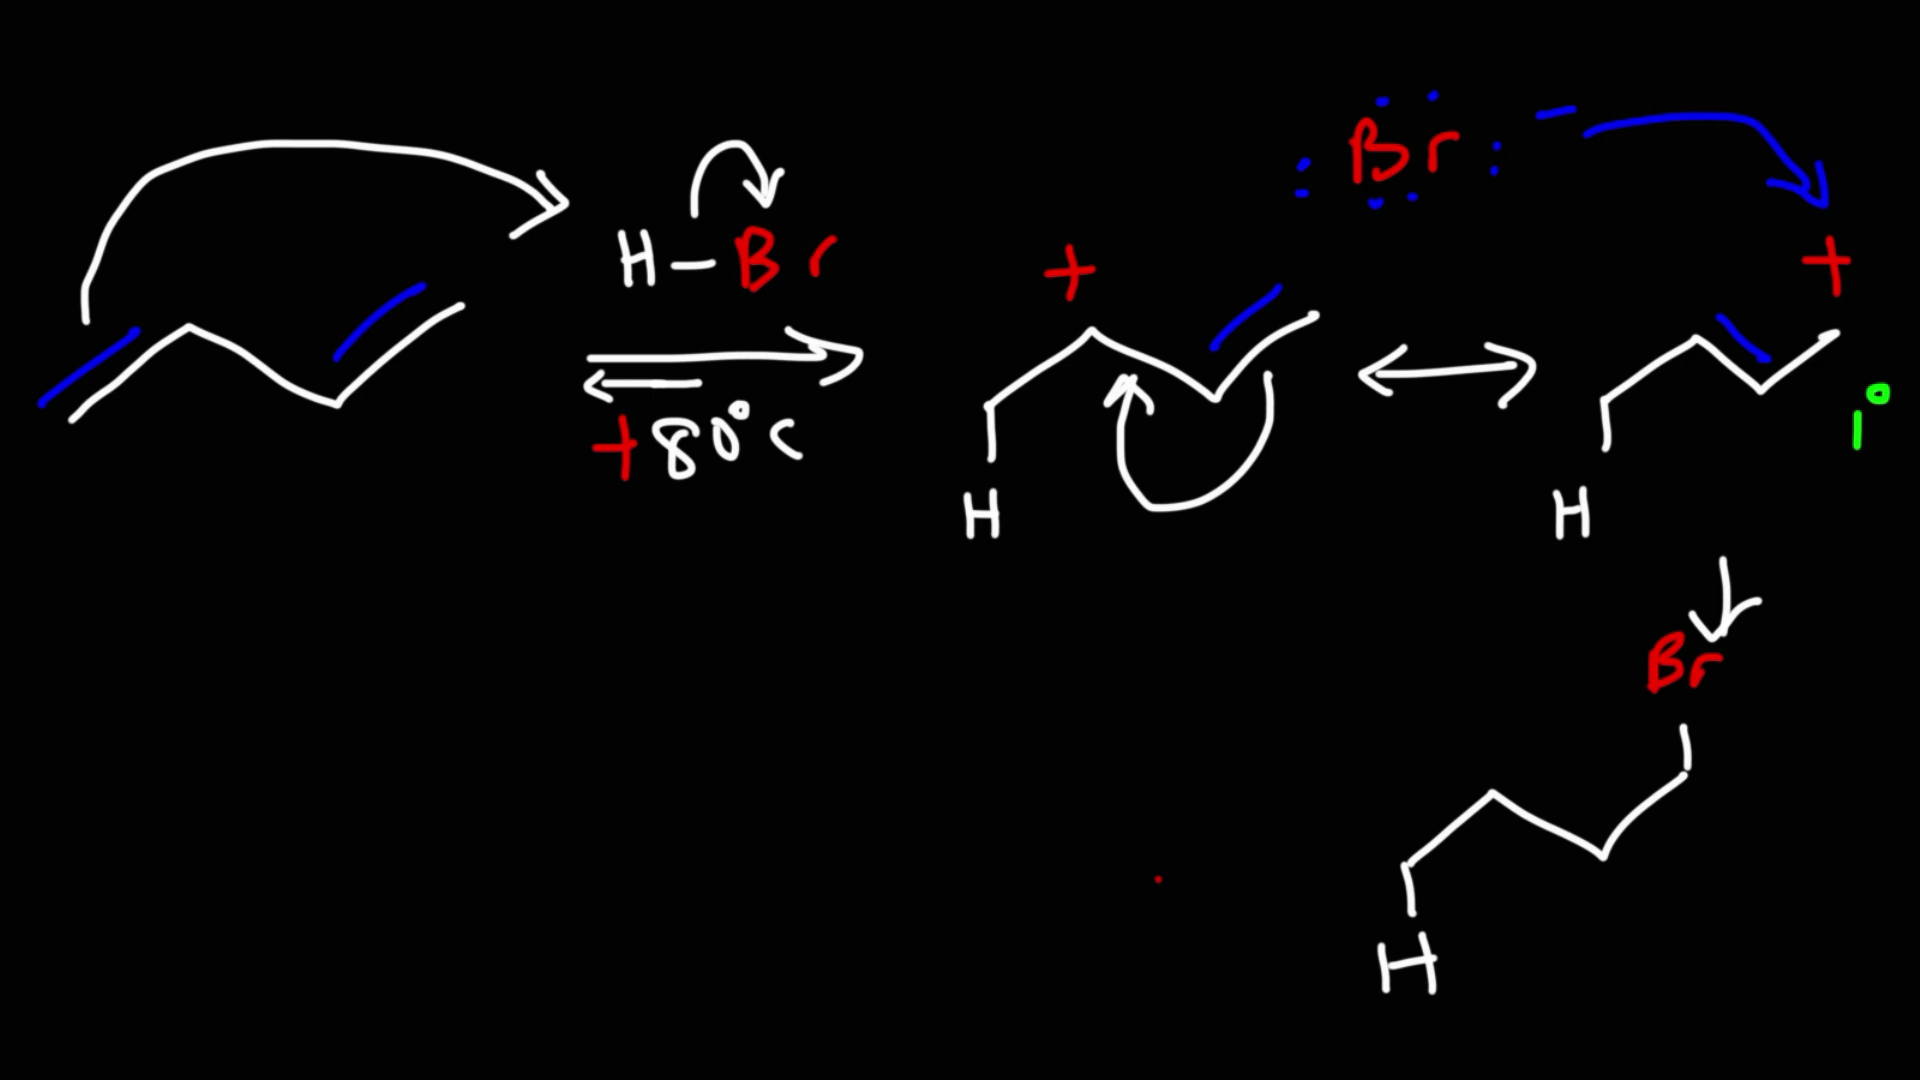 :Br: −
H–Br
+ +
+80°C
1°
H H
Br
H